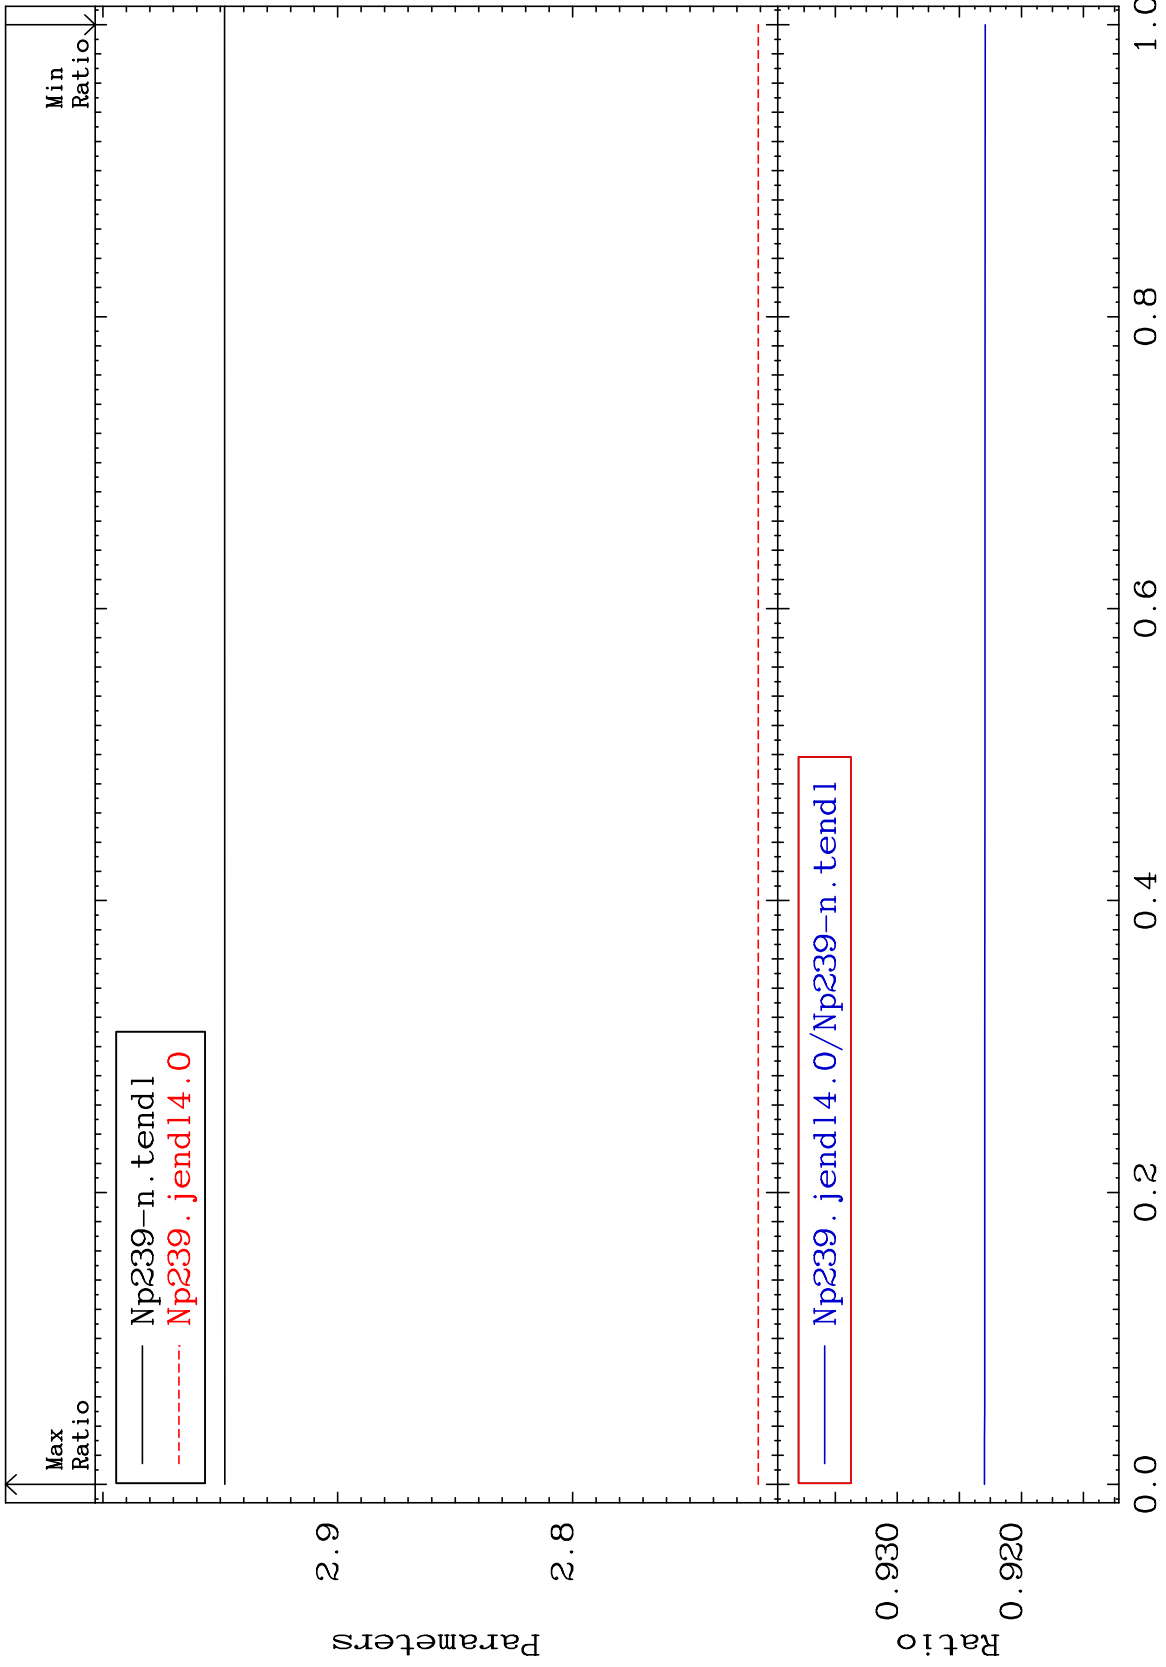 Max
Ratio
Min
Ratio
Np239-n.tendl
Np239.jendl4.0
2.9
2.8
Parameters
Np239.jendl4.0/Np239-n.tendl
0.930
0.920
Ratio
0.0
0.2
0.4
0.6
0.8
1.0